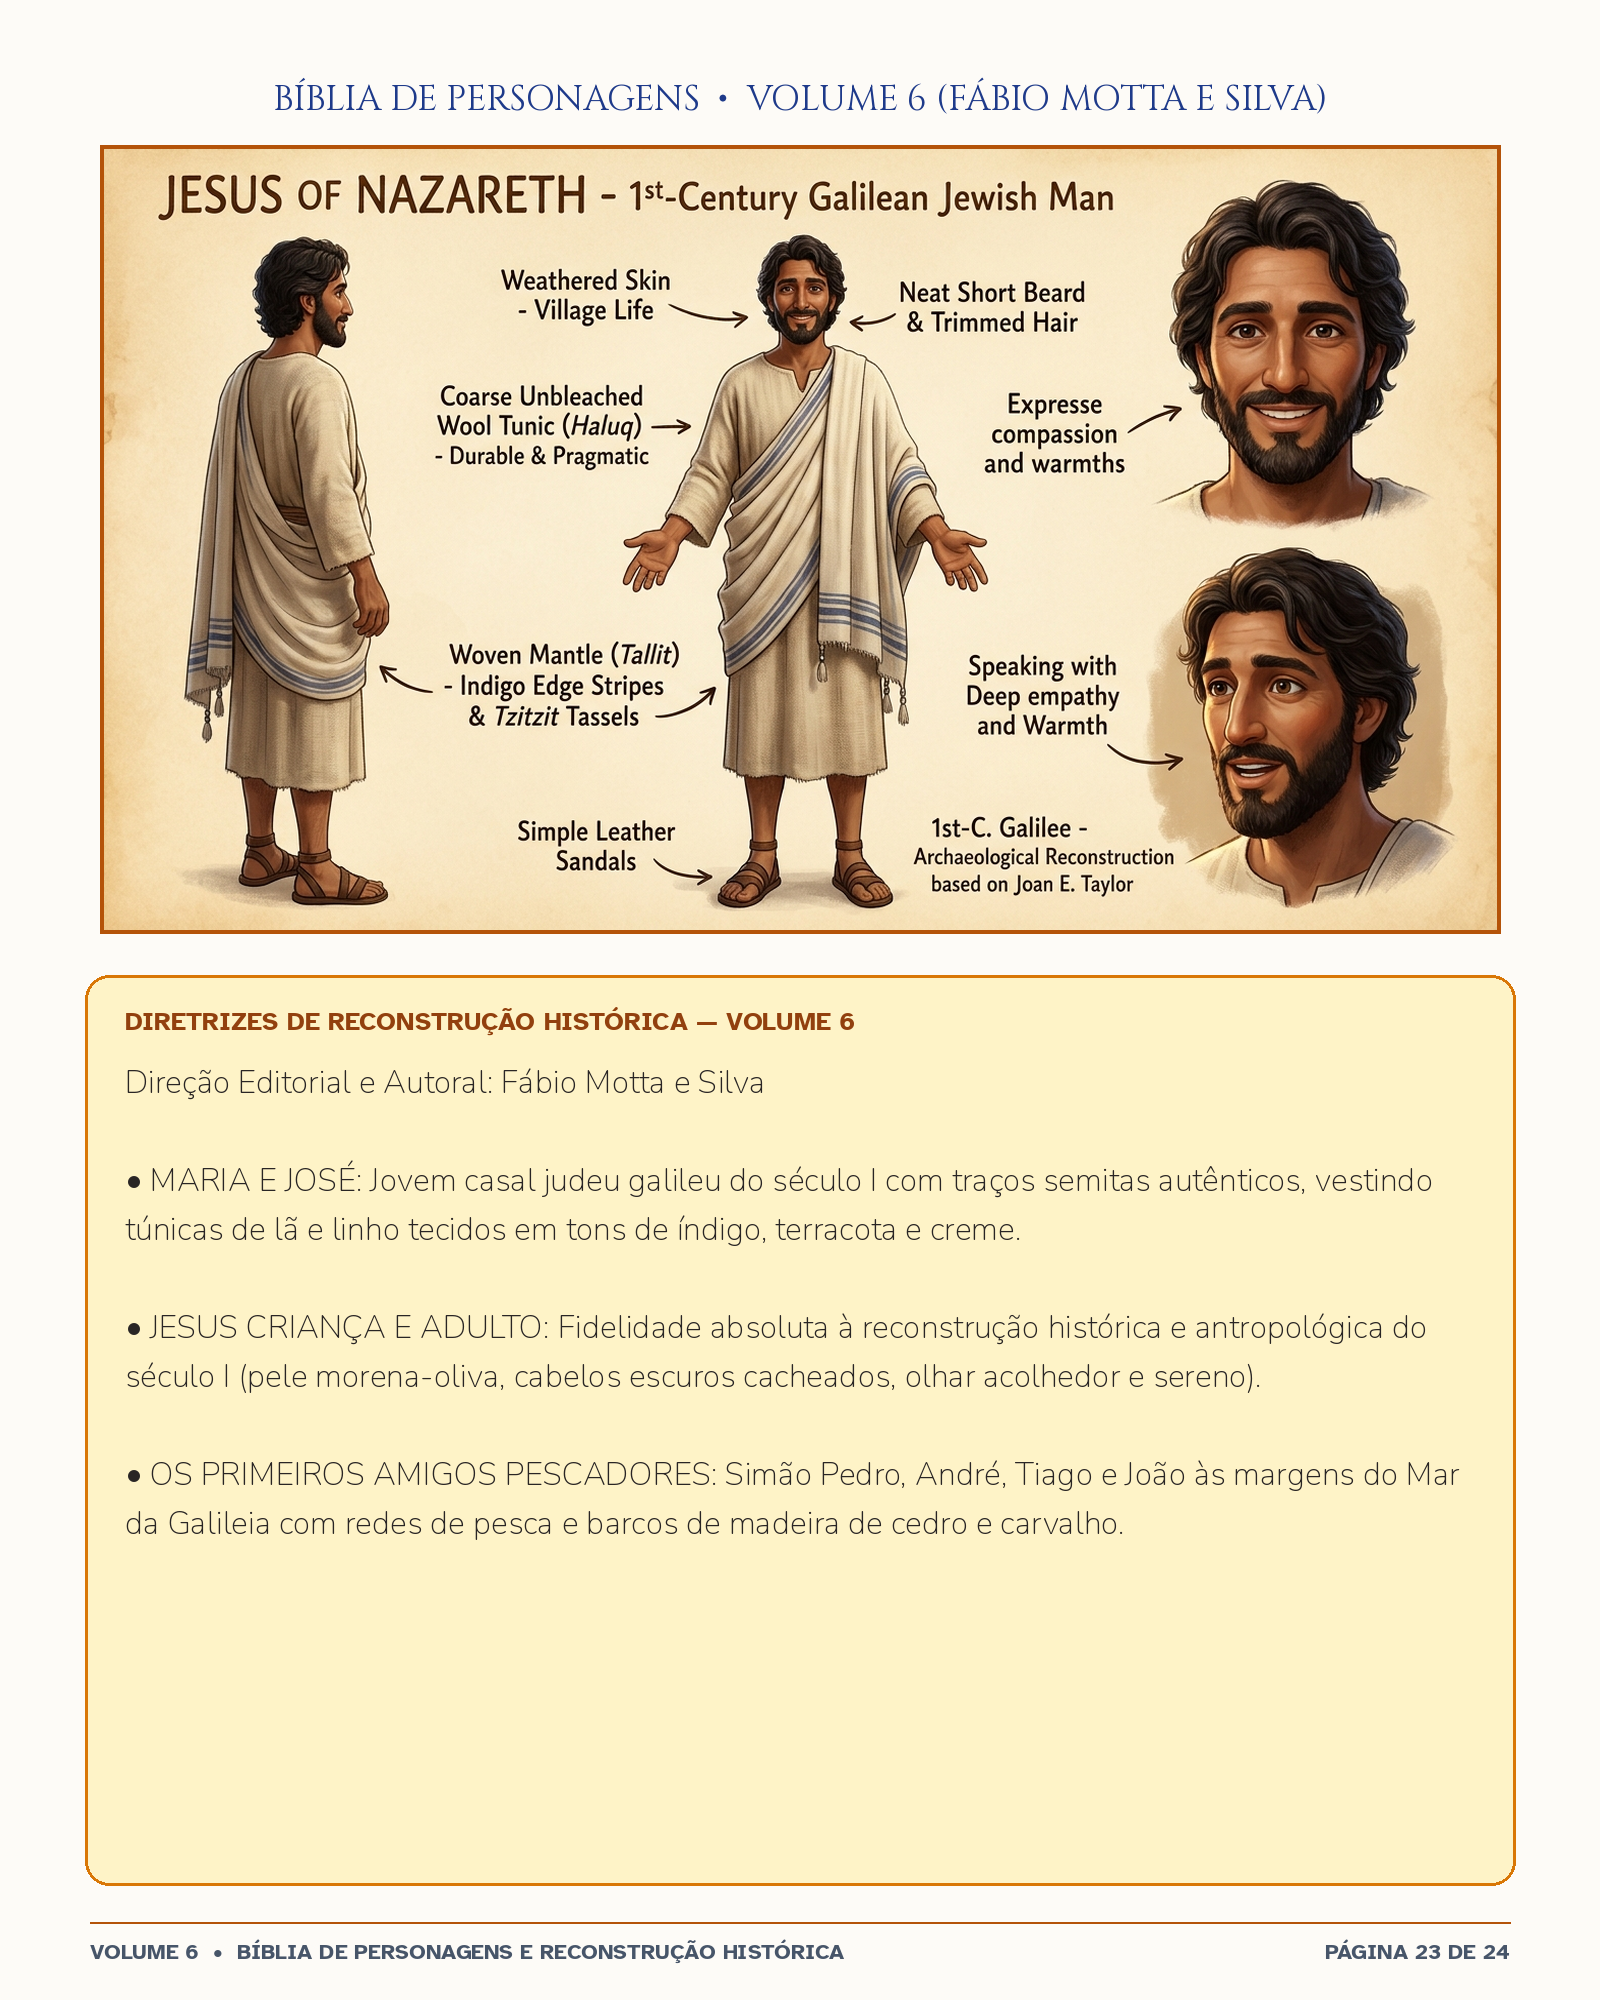 BÍBLIA DE PERSONAGENS • VOLUME 6 (FÁBIO MOTTA E SILVA)
JESUS OF NAZARETH - 1st-Century Galilean Jewish Man
Weathered Skin
- Village Life
Neat Short Beard
& Trimmed Hair
Coarse Unbleached
Wool Tunic (Haluq)
- Durable & Pragmatic
Expresse
compassion
and warmths
Woven Mantle (Tallit)
- Indigo Edge Stripes
& Tzitzit Tassels
Speaking with
Deep empathy
and Warmth
Simple Leather
Sandals
1st-C. Galilee -
Archaeological Reconstruction
based on Joan E. Taylor
DIRETRIZES DE RECONSTRUÇÃO HISTÓRICA — VOLUME 6
Direção Editorial e Autoral: Fábio Motta e Silva
• MARIA E JOSÉ: Jovem casal judeu galileu do século I com traços semitas autênticos, vestindo
túnicas de lã e linho tecidos em tons de índigo, terracota e creme.
• JESUS CRIANÇA E ADULTO: Fidelidade absoluta à reconstrução histórica e antropológica do
século I (pele morena-oliva, cabelos escuros cacheados, olhar acolhedor e sereno).
• OS PRIMEIROS AMIGOS PESCADORES: Simão Pedro, André, Tiago e João às margens do Mar
da Galileia com redes de pesca e barcos de madeira de cedro e carvalho.
VOLUME 6 • BÍBLIA DE PERSONAGENS E RECONSTRUÇÃO HISTÓRICA
PÁGINA 23 DE 24